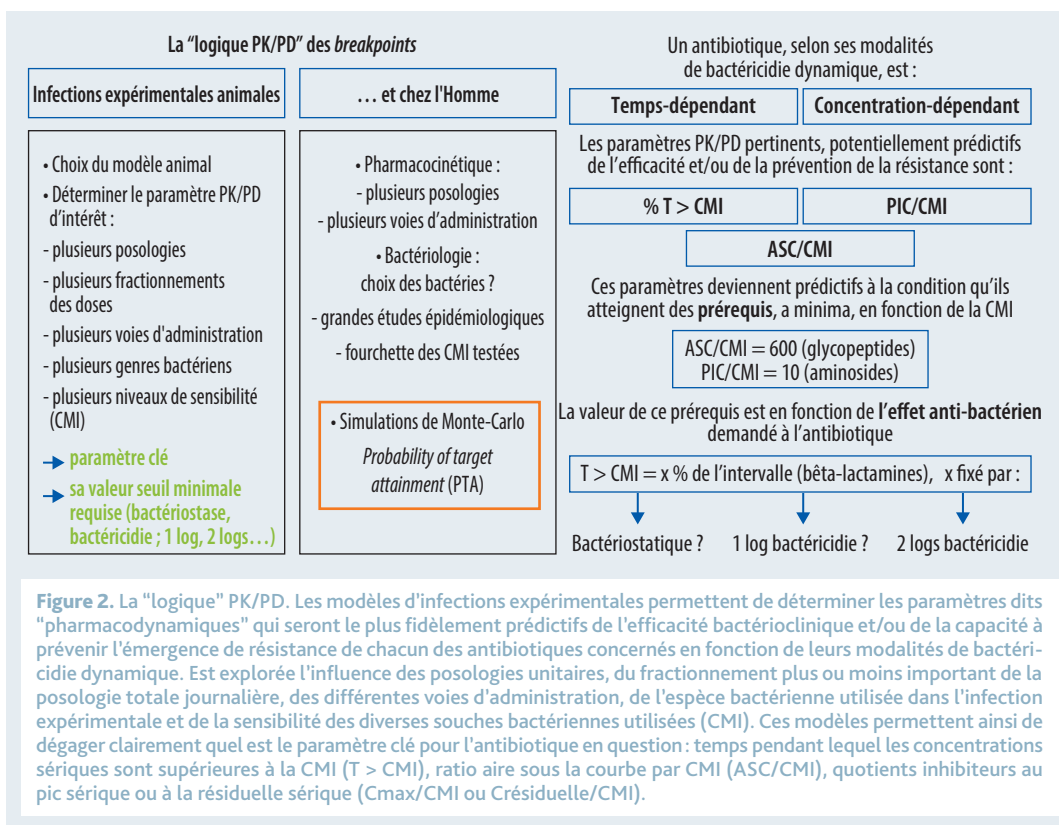 La "logique PK/PD" des breakpoints
Infections expérimentales animales
• Choix du modèle animal
• Déterminer le paramètre PK/PD
d'intérêt :
- plusieurs posologies
- plusieurs fractionnements
des doses
- plusieurs voies d'administration
- plusieurs genres bactériens
- plusieurs niveaux de sensibilité
(CMI)
paramètre clé
sa valeur seuil minimale
requise (bactériostase,
bactéricidie ; 1 log, 2 logs…)
… et chez l'Homme
• Pharmacocinétique :
- plusieurs posologies
- plusieurs voies d'administration
• Bactériologie :
choix des bactéries ?
- grandes études épidémiologiques
- fourchette des CMI testées
• Simulations de Monte-Carlo
Probability of target
attainment (PTA)
Un antibiotique, selon ses modalités
de bactéricidie dynamique, est :
Temps-dépendant
Concentration-dépendant
Les paramètres PK/PD pertinents, potentiellement prédictifs
de l'efficacité et/ou de la prévention de la résistance sont :
% T > CMI
PIC/CMI
ASC/CMI
Ces paramètres deviennent prédictifs à la condition qu'ils
atteignent des prérequis, a minima, en fonction de la CMI
ASC/CMI = 600 (glycopeptides)
PIC/CMI = 10 (aminosides)
La valeur de ce prérequis est en fonction de l'effet anti-bactérien
demandé à l'antibiotique
T > CMI = x % de l'intervalle (bêta-lactamines), x fixé par :
Bactériostatique ?
1 log bactéricidie ?
2 logs bactéricidie
Figure 2. La "logique" PK/PD. Les modèles d'infections expérimentales permettent de déterminer les paramètres dits
"pharmacodynamiques" qui seront le plus fidèlement prédictifs de l'efficacité bactérioclinique et/ou de la capacité à
prévenir l'émergence de résistance de chacun des antibiotiques concernés en fonction de leurs modalités de bactéri-
cidie dynamique. Est explorée l'influence des posologies unitaires, du fractionnement plus ou moins important de la
posologie totale journalière, des différentes voies d'administration, de l'espèce bactérienne utilisée dans l'infection
expérimentale et de la sensibilité des diverses souches bactériennes utilisées (CMI). Ces modèles permettent ainsi de
dégager clairement quel est le paramètre clé pour l'antibiotique en question : temps pendant lequel les concentrations
sériques sont supérieures à la CMI (T > CMI), ratio aire sous la courbe par CMI (ASC/CMI), quotients inhibiteurs au
pic sérique ou à la résiduelle sérique (Cmax/CMI ou Crésiduelle/CMI).